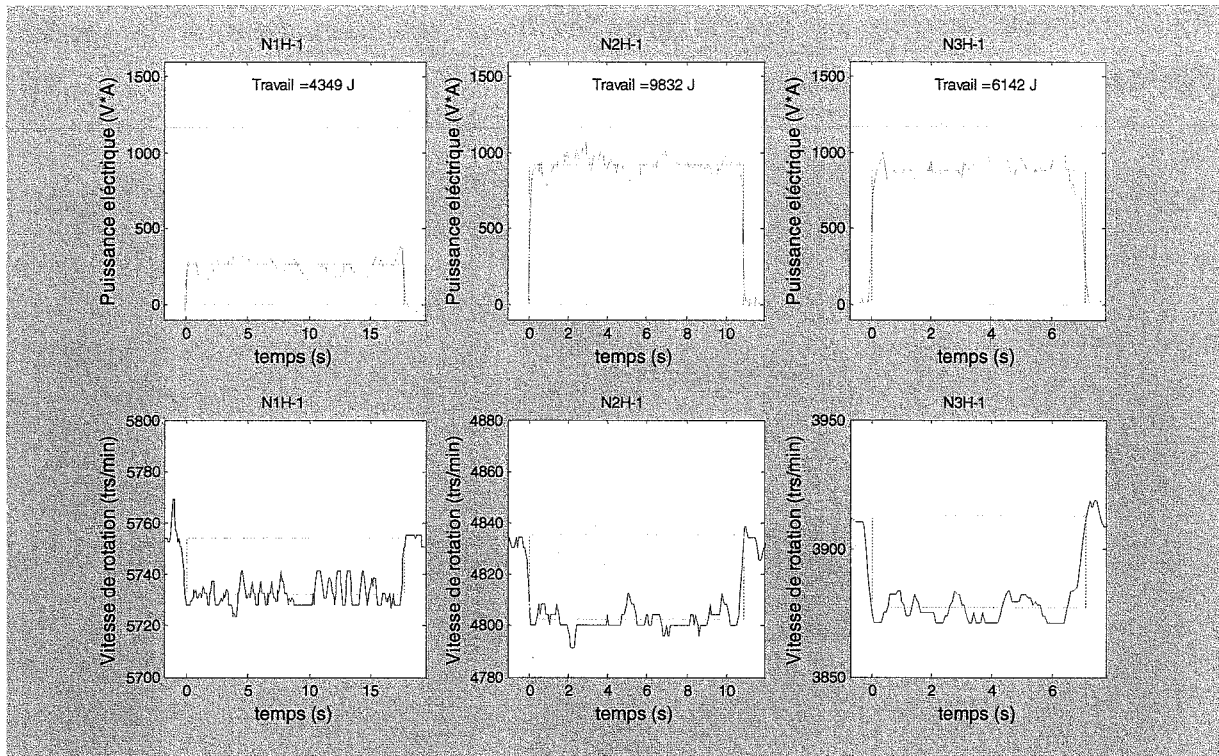 N1H-1 N2H-1 N3H-1
1500 1500 1500
Travail =4349 J Travail =9832 J Travail =6142 J
1000 1000 1000
500 500 500
0 0 0
Puissance eléctrique (V*A) Puissance eléctrique (V*A) Puissance eléctrique (V*A)
0 5 10 15 0 2 4 6 8 10 0 2 4 6
temps (s) temps (s) temps (s)
N1H-1 N2H-1 N3H-1
5800 4880 3950
5780 4860
5760 4840 3900
5740 4820
5720 4800
5700 4780 3850
Vitesse de rotation (trs/min) Vitesse de rotation (trs/min) Vitesse de rotation (trs/min)
0 5 10 15 0 2 4 6 8 10 0 2 4 6
temps (s) temps (s) temps (s)